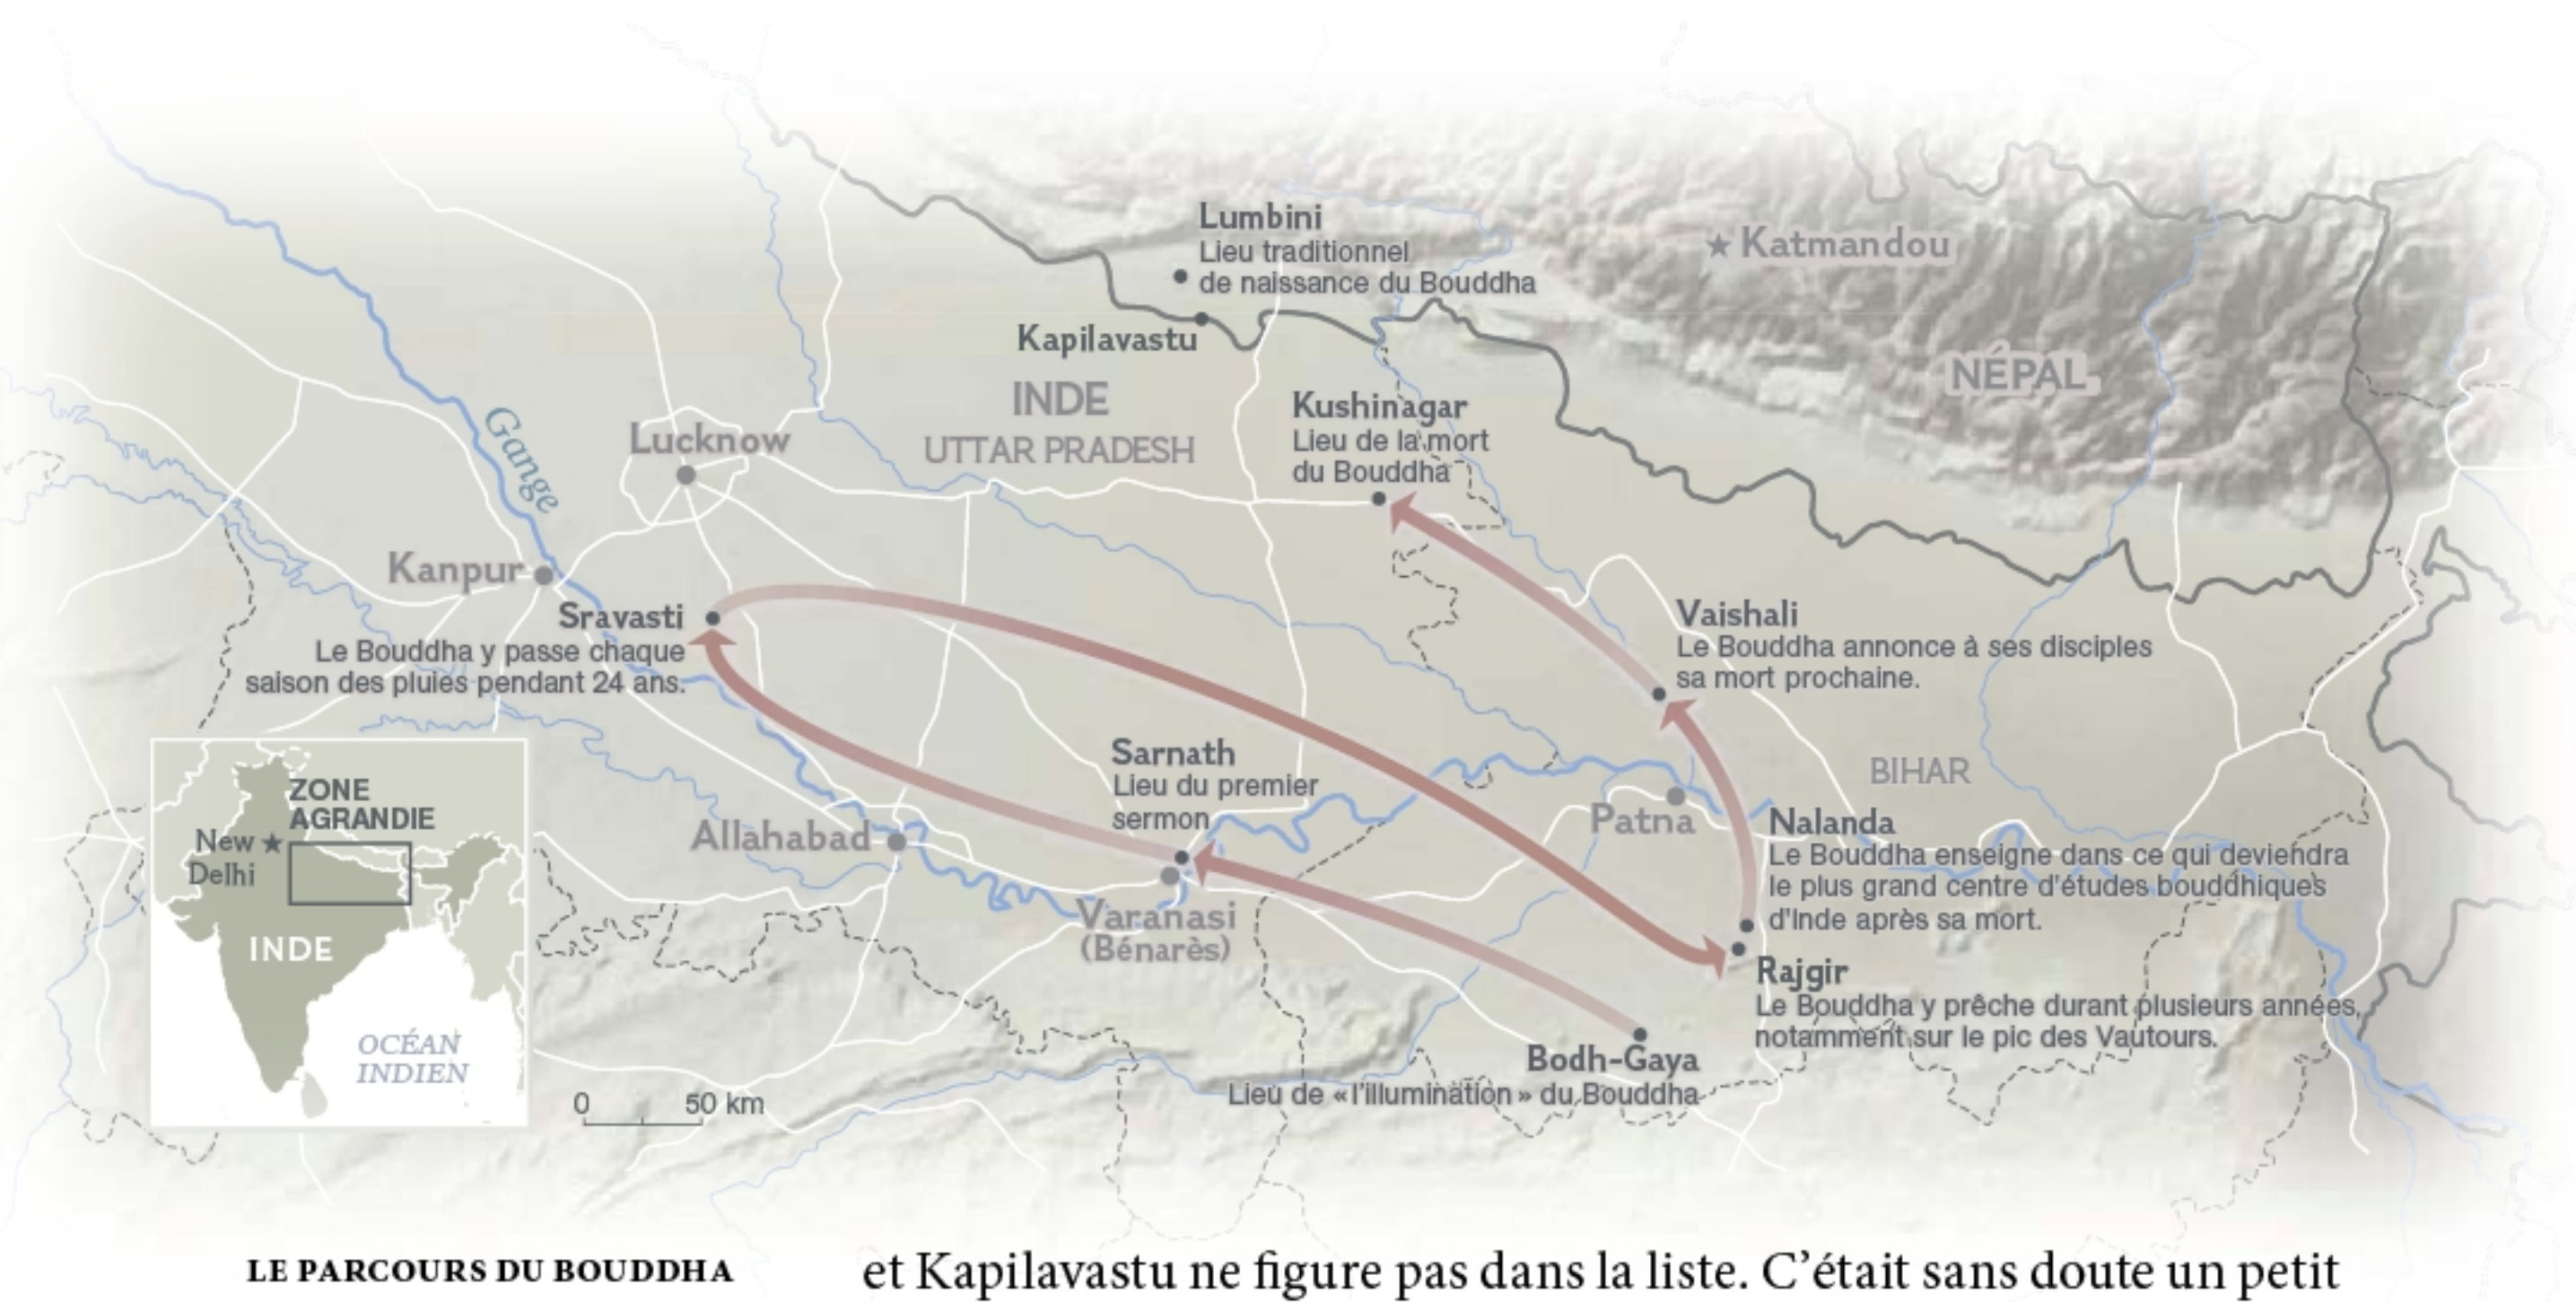 Lumbini
Lieu traditionnel
de naissance du Bouddha
Katmandou
Kapilavastu
NÉPAL
INDE
UTTAR PRADESH
Kushinagar
Lieu de la mort
du Bouddha
Gange
Lucknow
Kanpur
Sravasti
Le Bouddha y passe chaque
saison des pluies pendant 24 ans.
Vaishali
Le Bouddha annonce à ses disciples
sa mort prochaine.
Sarnath
Lieu du premier
sermon
BIHAR
Patna
Allahabad
Nalanda
Le Bouddha enseigne dans ce qui deviendra
le plus grand centre d'études bouddhiques
d'Inde après sa mort.
Varanasi
(Bénarès)
Rajgir
Le Bouddha y prêche durant plusieurs années,
notamment sur le pic des Vautours.
Bodh-Gaya
Lieu de «l'illumination» du Bouddha
ZONE
AGRANDIE
New
Delhi
INDE
OCÉAN
INDIEN
0 50 km
LE PARCOURS DU BOUDDHA
et Kapilavastu ne figure pas dans la liste. C’était sans doute un petit